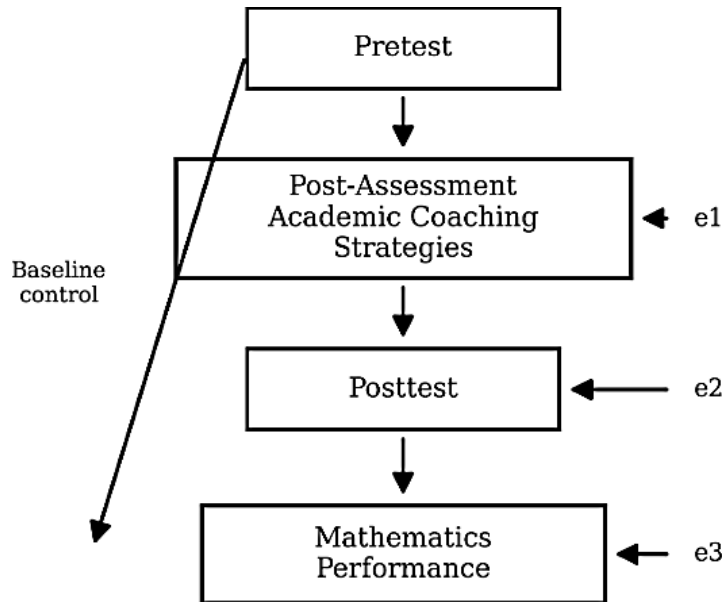 Pretest
Post-Assessment
Academic Coaching
Strategies
e1
Baseline
control
Posttest
e2
Mathematics
Performance
e3